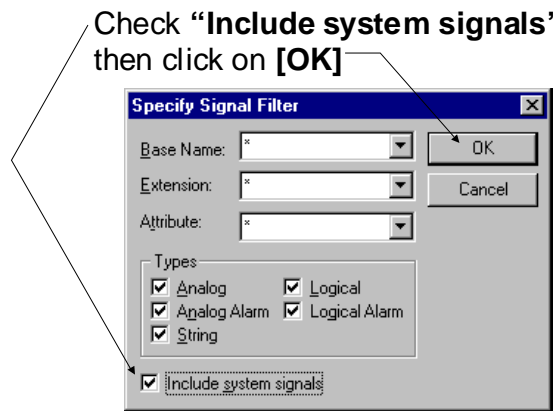 Check “Include system signals’
then click on [OK]
Specify Signal Filter
Base Name: * OK
Extension: * Cancel
Attribute: *
Types
Analog Logical
Analog Alarm Logical Alarm
String
Include system signals